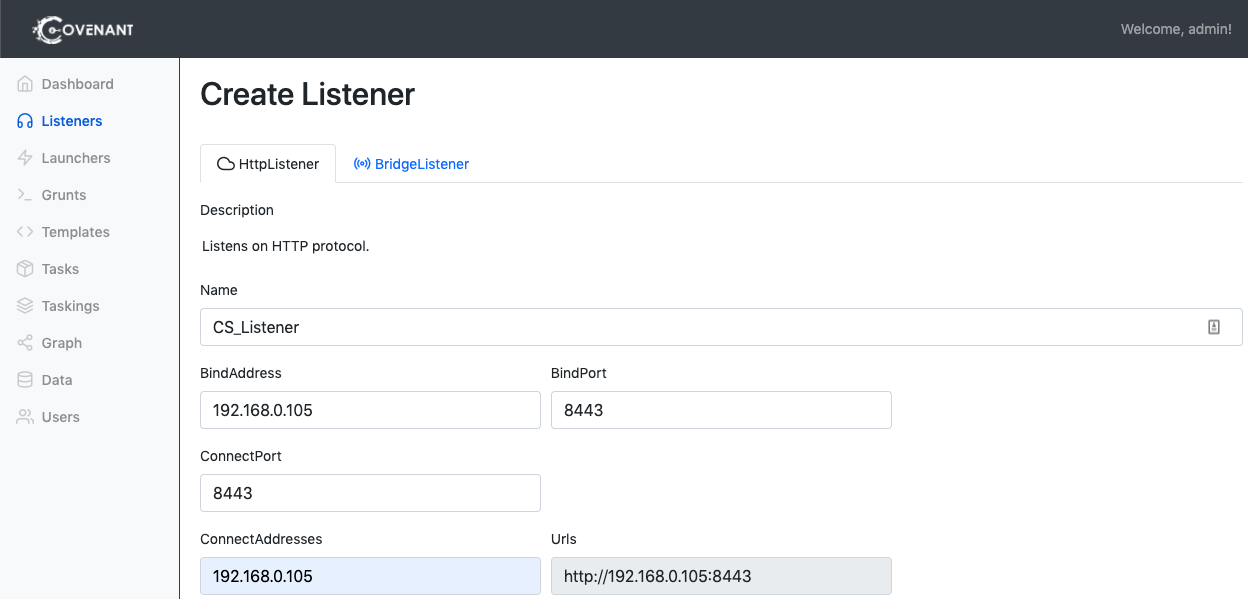 COVENANT
Welcome, admin!
Dashboard
Listeners
Launchers
Grunts
Templates
Tasks
Taskings
Graph
Data
Users
Create Listener
HttpListener BridgeListener
Description
Listens on HTTP protocol.
Name
CS_Listener
BindAddress BindPort
192.168.0.105 8443
ConnectPort
8443
ConnectAddresses Urls
192.168.0.105 http://192.168.0.105:8443